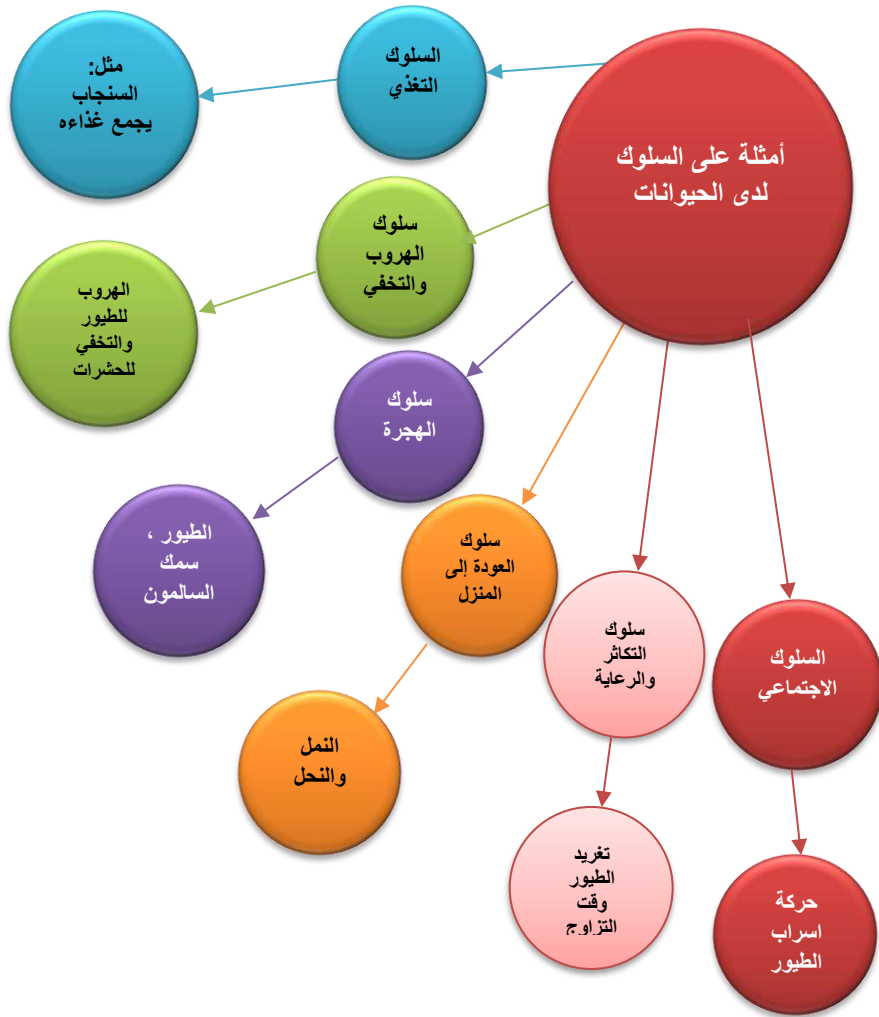 أمثلة على السلوك
لدى الحيوانات
السلوك
التغذي
مثل:
السنجاب
يجمع غذاءه
سلوك
الهروب
والتخفي
الهروب
للطيور
والتخفي
للحشرات
سلوك
الهجرة
الطيور ،
سمك
السالمون
سلوك
العودة إلى
المنزل
النمل
والنحل
سلوك
التكاثر
والرعاية
تغريد
الطيور
وقت
التزاوج
السلوك
الاجتماعي
حركة
اسراب
الطيور